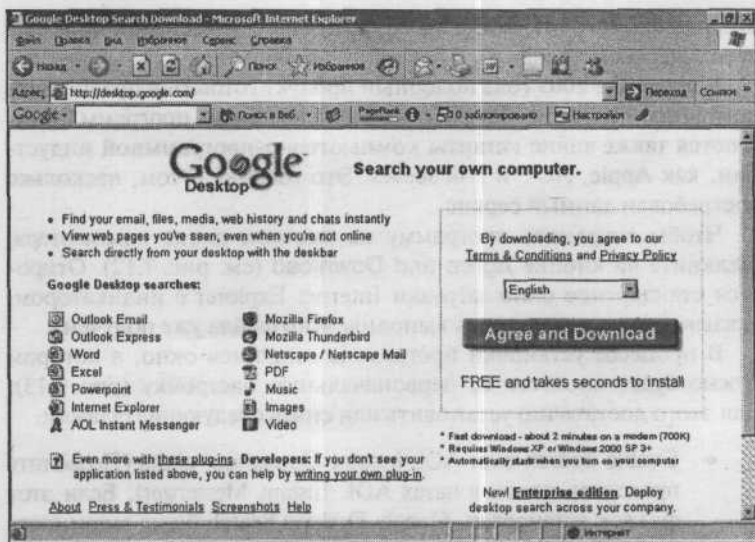 Google Desktop Search Download - Microsoft Internet Explorer
Файл Правка Вид Избранное Сервис Справка
Назад Поиск Избранное
Адрес: http://desktop.google.com/ Переход Ссылки »
Google Поиск в Веб PageRank 310 заблокировано Настройки
Google
Desktop
Search your own computer.
• Find your email, files, media, web history and chats instantly
• View web pages you've seen, even when you're not online
• Search directly from your desktop with the deskbar
Google Desktop searches:
Outlook Email Mozilla Firefox
Outlook Express Mozilla Thunderbird
Word Netscape / Netscape Mail
Excel PDF
Powerpoint Music
Internet Explorer Images
AOL Instant Messenger Video
Even more with these plug-ins. Developers: If you don't see your
application listed above, you can help by writing your own plug-in.
About Press & Testimonials Screenshots Help
By downloading, you agree to our
Terms & Conditions and Privacy Policy
English
Agree and Download
FREE and takes seconds to install
* Fast download - about 2 minutes on a modem (700K)
* Requires Windows XP or Windows 2000 SP 3+
* Automatically starts when you turn on your computer
New! Enterprise edition. Deploy
desktop search across your company.
Интернет